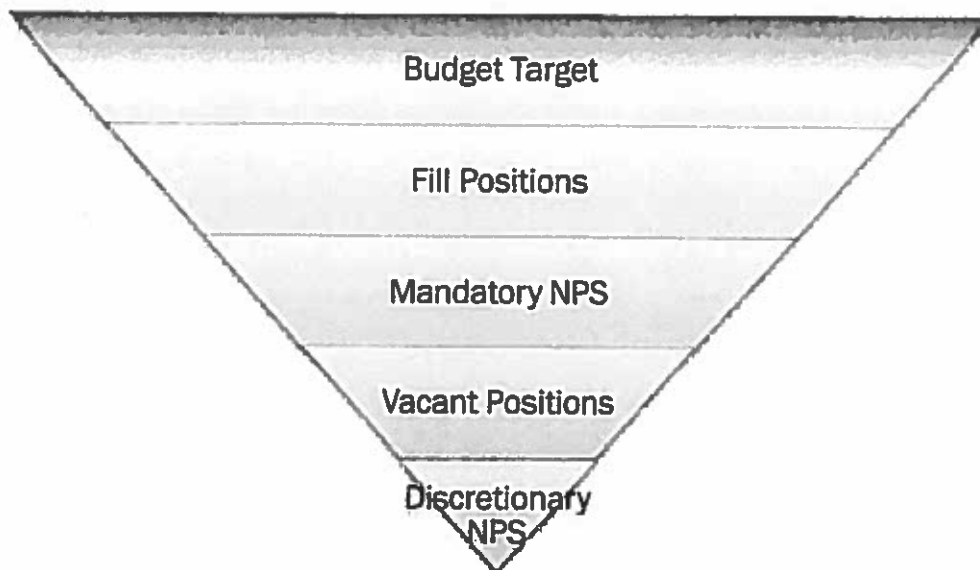 Budget Target
Fill Positions
Mandatory NPS
Vacant Positions
Discretionary
NPS